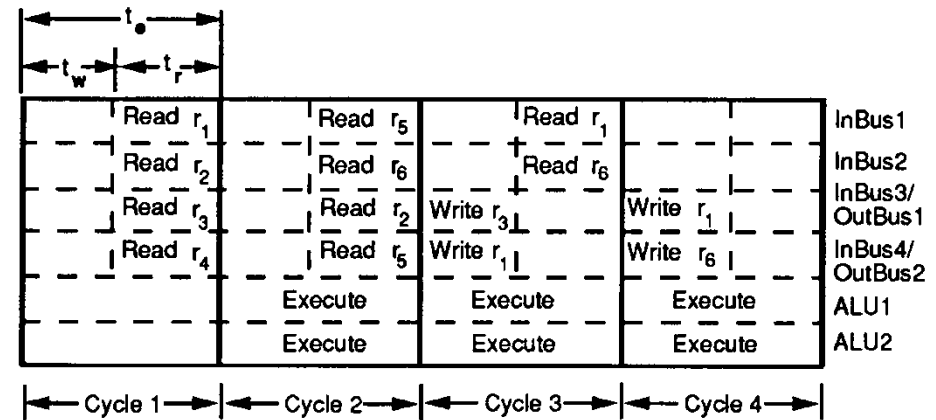 t_e
t_w t_r
Read r_1 Read r_5 Read r_1 InBus1
Read r_2 Read r_6 Read r_6 InBus2
Read r_3 Read r_2 Write r_3 Write r_1 InBus3/
OutBus1
Read r_4 Read r_5 Write r_1 Write r_6 InBus4/
OutBus2
Execute Execute Execute ALU1
Execute Execute Execute ALU2
Cycle 1 Cycle 2 Cycle 3 Cycle 4